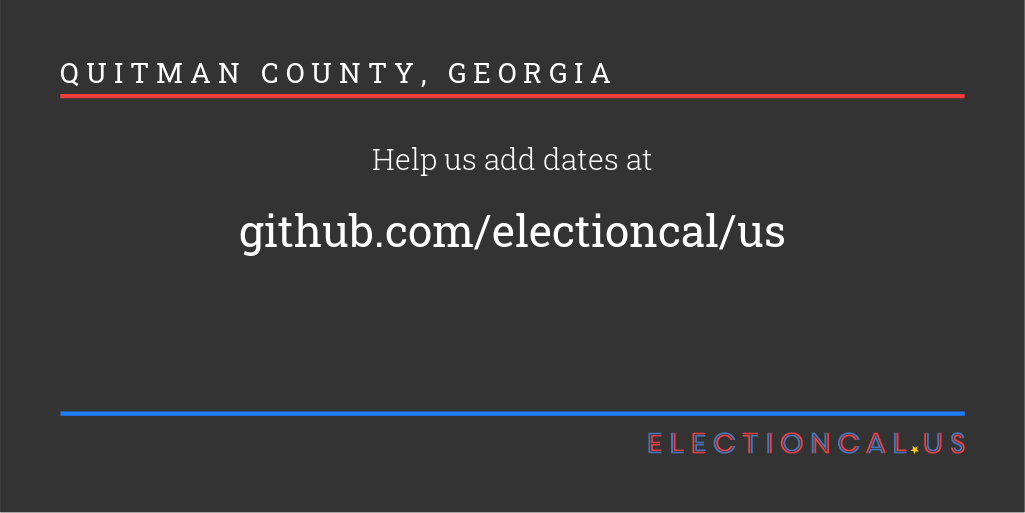 QUITMAN COUNTY, GEORGIA
Help us add dates at
github.com/electioncal/us
ELECTIONCAL.US